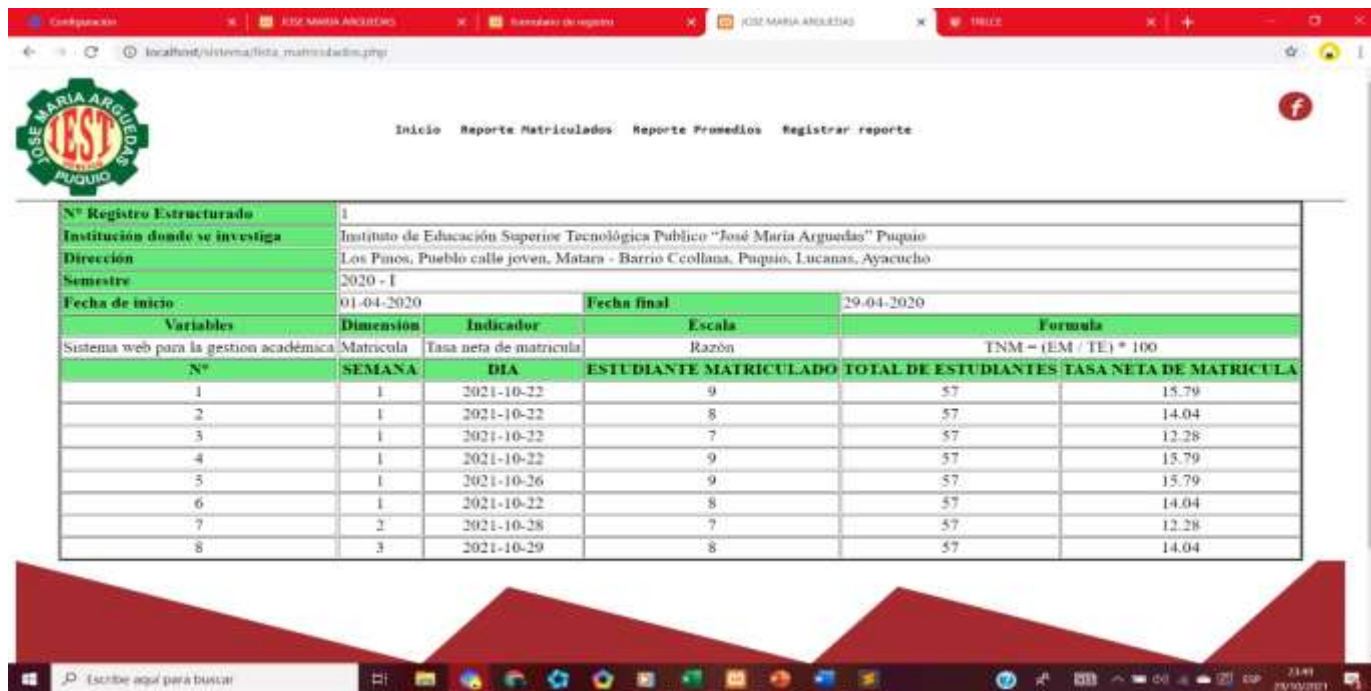 Configuración
JOSE MARIA ARGUEDAS
Formulario de registro
JOSE MARIA ARGUEDAS
TRILCE
localhost/sistema/lista_matriculados.php
JOSE MARIA ARGUEDAS
IEST
PUQUIO
Inicio Reporte Matriculados Reporte Promedios Registrar reporte
N° Registro Estructurado 1
Institución donde se investiga Instituto de Educación Superior Tecnológica Publico “José María Arguedas” Puquio
Dirección Los Pinos, Pueblo calle joven, Matara - Barrio Ccollana, Puquio, Lucanas, Ayacucho
Semestre 2020 - I
Fecha de inicio 01-04-2020 Fecha final 29-04-2020
Variables Dimensión Indicador Escala Formula
Sistema web para la gestion académica Matricula Tasa neta de matricula Razón TNM = (EM / TE) * 100
N° SEMANA DIA ESTUDIANTE MATRICULADO TOTAL DE ESTUDIANTES TASA NETA DE MATRICULA
1 1 2021-10-22 9 57 15.79
2 1 2021-10-22 8 57 14.04
3 1 2021-10-22 7 57 12.28
4 1 2021-10-22 9 57 15.79
5 1 2021-10-26 9 57 15.79
6 1 2021-10-22 8 57 14.04
7 2 2021-10-28 7 57 12.28
8 3 2021-10-29 8 57 14.04
Escribe aquí para buscar
ESP
29/10/2021